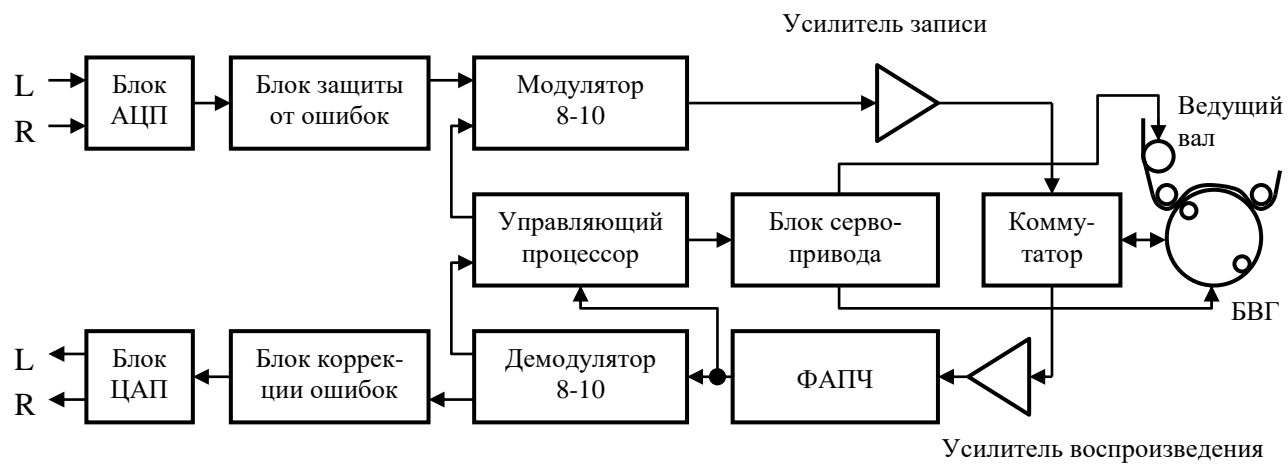 Усилитель записи
L
R
Блок
АЦП
Блок защиты
от ошибок
Модулятор
8-10
Ведущий
вал
Управляющий
процессор
Блок серво-
привода
Комму-
татор
БВГ
L
R
Блок
ЦАП
Блок коррек-
ции ошибок
Демодулятор
8-10
ФАПЧ
Усилитель воспроизведения